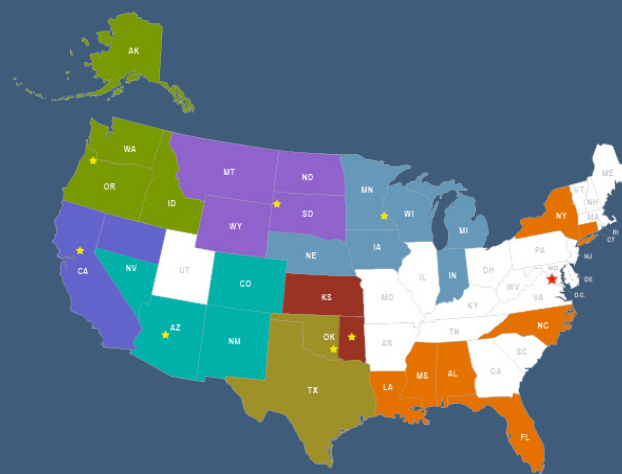 AK
WA
MT
ND
MN
ME
VT
NH
OR
ID
WY
SD
WI
MI
NY
MA
RI
CT
CA
NV
UT
CO
NE
IA
IL
IN
OH
PA
NJ
MD
DE
D.C.
WV
VA
KS
MO
KY
AZ
NM
OK
AR
TN
NC
SC
TX
LA
MS
AL
GA
FL